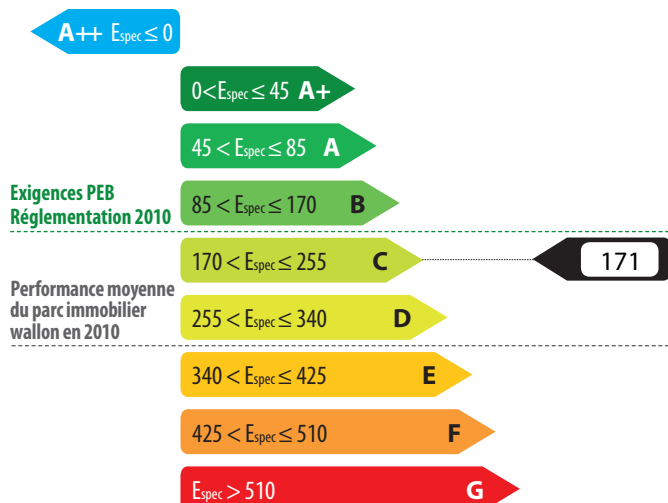 A++ Espec ≤ 0
0<Espec ≤ 45 A+
45 < Espec ≤ 85 A
Exigences PEB
Réglementation 2010
85 < Espec ≤ 170 B
170 < Espec ≤ 255 C
171
Performance moyenne
du parc immobilier
wallon en 2010
255 < Espec ≤ 340 D
340 < Espec ≤ 425 E
425 < Espec ≤ 510 F
Espec > 510 G